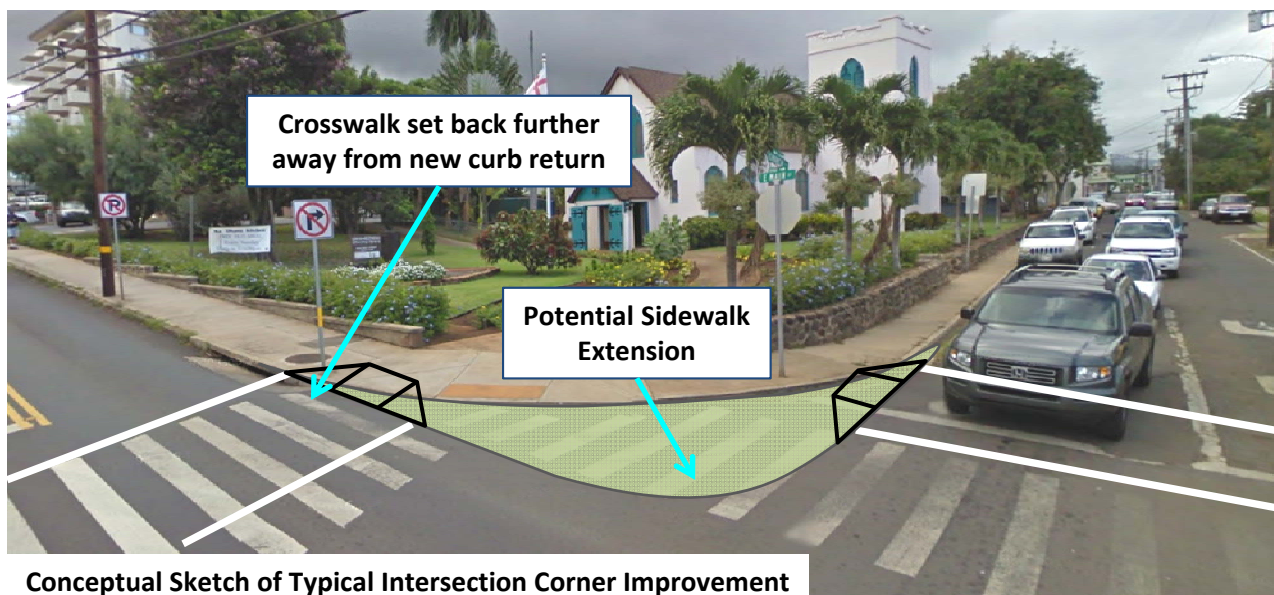 Crosswalk set back further
away from new curb return
Potential Sidewalk
Extension
Conceptual Sketch of Typical Intersection Corner Improvement